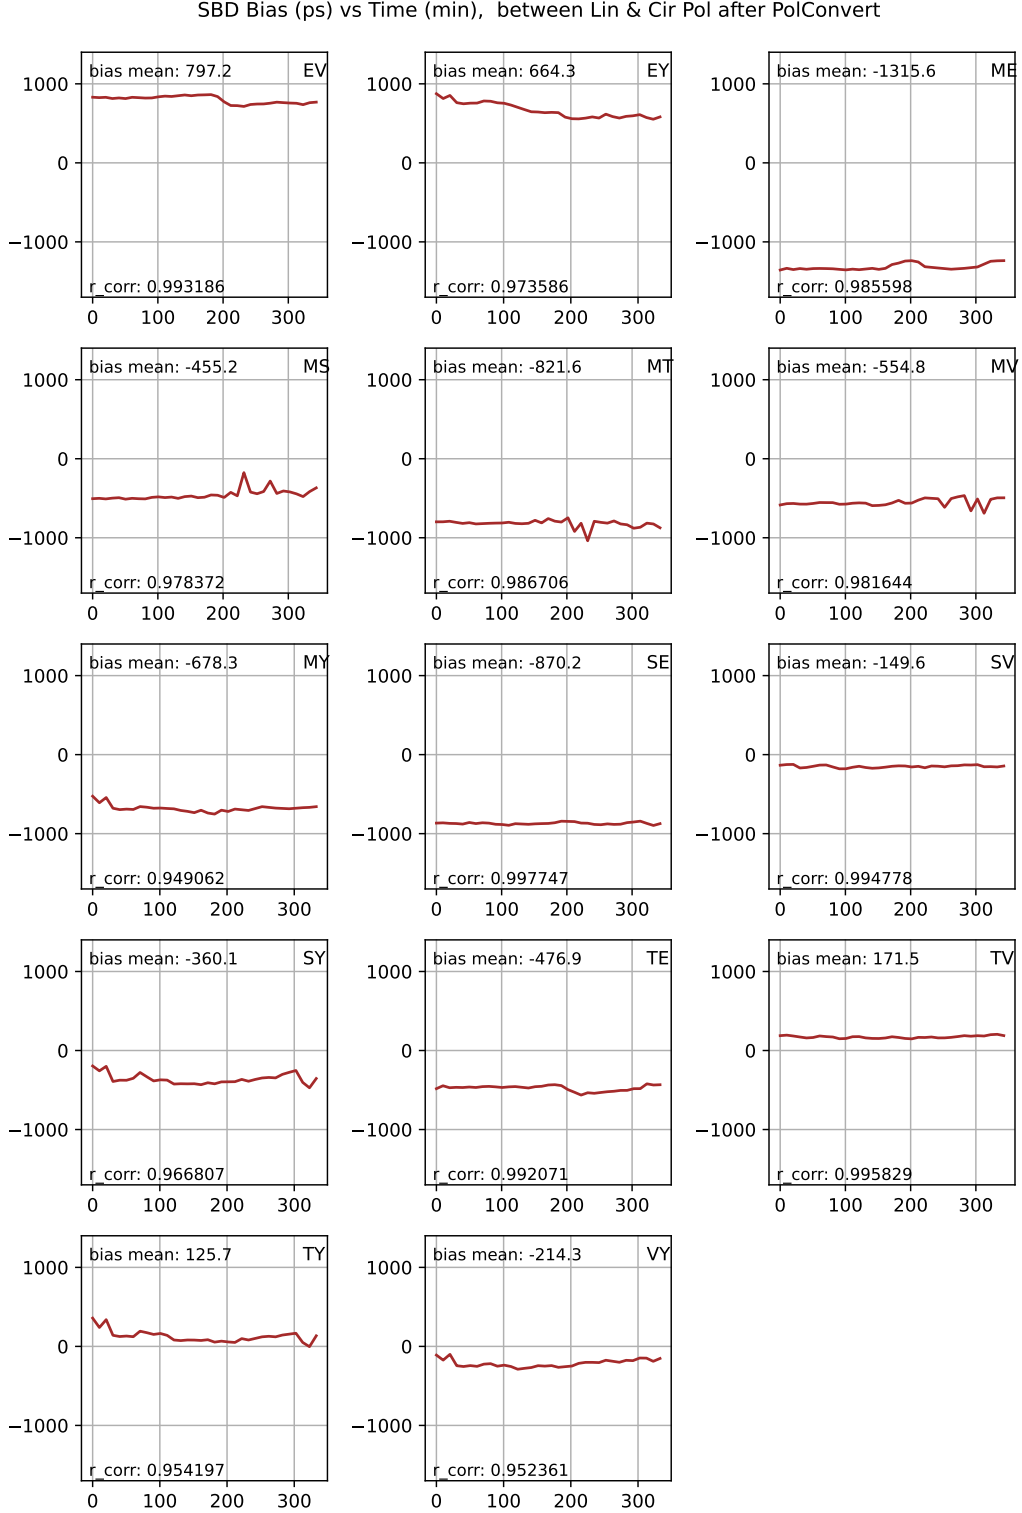 SBD Bias (ps) vs Time (min),  between Lin & Cir Pol after PolConvert
bias mean: 797.2 EV
1000
0
−1000
r_corr: 0.993186
0 100 200 300
bias mean: 664.3 EY
1000
0
−1000
r_corr: 0.973586
0 100 200 300
bias mean: -1315.6 ME
1000
0
−1000
r_corr: 0.985598
0 100 200 300
bias mean: -455.2 MS
1000
0
−1000
r_corr: 0.978372
0 100 200 300
bias mean: -821.6 MT
1000
0
−1000
r_corr: 0.986706
0 100 200 300
bias mean: -554.8 MV
1000
0
−1000
r_corr: 0.981644
0 100 200 300
bias mean: -678.3 MY
1000
0
−1000
r_corr: 0.949062
0 100 200 300
bias mean: -870.2 SE
1000
0
−1000
r_corr: 0.997747
0 100 200 300
bias mean: -149.6 SV
1000
0
−1000
r_corr: 0.994778
0 100 200 300
bias mean: -360.1 SY
1000
0
−1000
r_corr: 0.966807
0 100 200 300
bias mean: -476.9 TE
1000
0
−1000
r_corr: 0.992071
0 100 200 300
bias mean: 171.5 TV
1000
0
−1000
r_corr: 0.995829
0 100 200 300
bias mean: 125.7 TY
1000
0
−1000
r_corr: 0.954197
0 100 200 300
bias mean: -214.3 VY
1000
0
−1000
r_corr: 0.952361
0 100 200 300